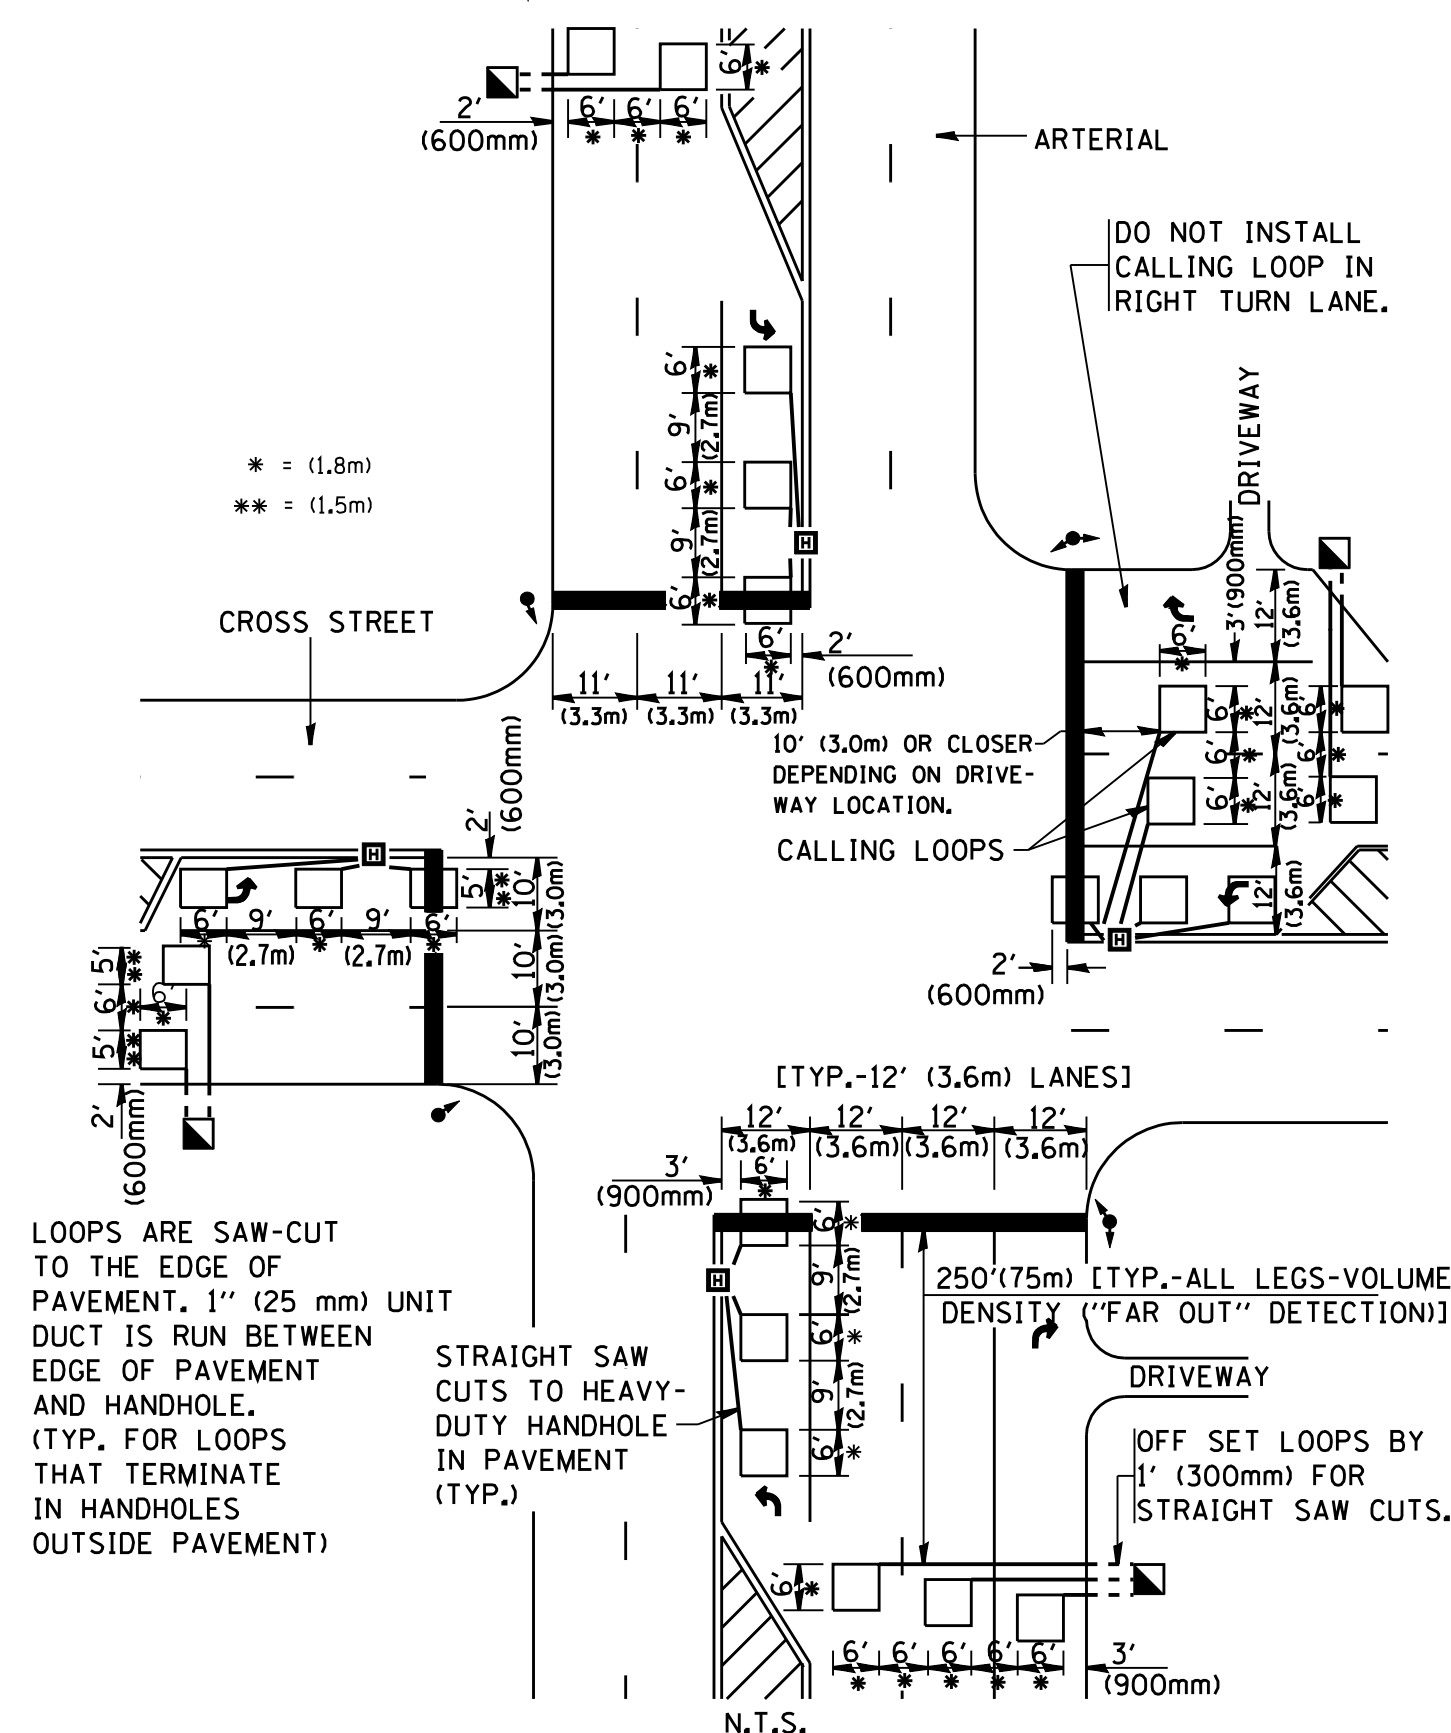 6'
*
2'
(600mm)
6' 6' 6'
* * *
ARTERIAL
DO NOT INSTALL
CALLING LOOP IN
RIGHT TURN LANE.
DRIVEWAY
6' *
9' (2.7m)
6' *
9' (2.7m)
6' *
H
* = (1.8m)
** = (1.5m)
CROSS STREET
6'
*
2'
(600mm)
11' 11' 11'
(3.3m) (3.3m) (3.3m)
3'(900mm)
12'
(3.6m)
6'
*
6' * 12' (3.6m) 6' *
6' * 6' *
6' * 12' (3.6m) 6' *
12' (3.6m)
10' (3.0m) OR CLOSER
DEPENDING ON DRIVE-
WAY LOCATION.
CALLING LOOPS
H
2'
(600mm)
2'
(600mm)
H
5' **
10' (3.0m)
6' 9' 6' 9' 6'
* (2.7m) * (2.7m) *
10' (3.0m)
10' (3.0m)
5' **
6' *
6'
*
5' **
2'
(600mm)
[TYP.-12' (3.6m) LANES]
12' 12' 12' 12'
(3.6m) (3.6m) (3.6m) (3.6m)
3'
(900mm)
6'
*
6' *
H
9' (2.7m)
6' *
9' (2.7m)
6' *
250'(75m) [TYP.-ALL LEGS-VOLUME
DENSITY ("FAR OUT" DETECTION)]
DRIVEWAY
LOOPS ARE SAW-CUT
TO THE EDGE OF
PAVEMENT. 1" (25 mm) UNIT
DUCT IS RUN BETWEEN
EDGE OF PAVEMENT
AND HANDHOLE.
(TYP. FOR LOOPS
THAT TERMINATE
IN HANDHOLES
OUTSIDE PAVEMENT)
STRAIGHT SAW
CUTS TO HEAVY-
DUTY HANDHOLE
IN PAVEMENT
(TYP.)
OFF SET LOOPS BY
1' (300mm) FOR
STRAIGHT SAW CUTS.
6' *
6' 6' 6' 6' 6'
* * * * *
3'
(900mm)
N.T.S.